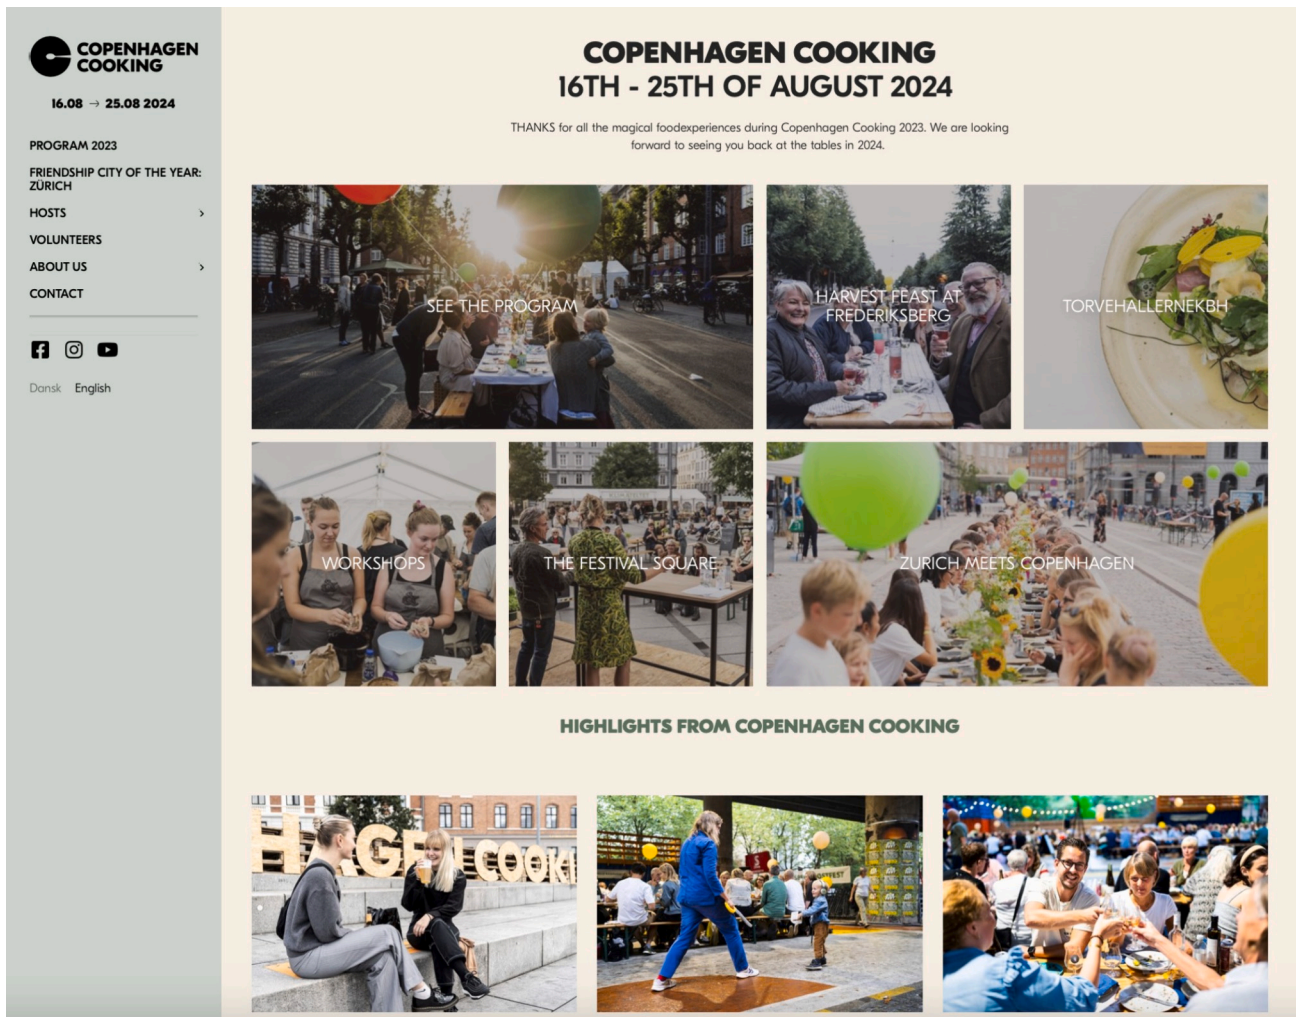 COPENHAGEN
COOKING
16.08 → 25.08 2024
PROGRAM 2023
FRIENDSHIP CITY OF THE YEAR:
ZÜRICH
HOSTS
VOLUNTEERS
ABOUT US
CONTACT
Dansk English
COPENHAGEN COOKING
16TH - 25TH OF AUGUST 2024
THANKS for all the magical foodexperiences during Copenhagen Cooking 2023. We are looking
forward to seeing you back at the tables in 2024.
SEE THE PROGRAM
HARVEST FEAST AT
FREDERIKSBERG
TORVEHALLERNEKBH
WORKSHOPS
THE FESTIVAL SQUARE
ZURICH MEETS COPENHAGEN
HIGHLIGHTS FROM COPENHAGEN COOKING
HAGEN COOKI